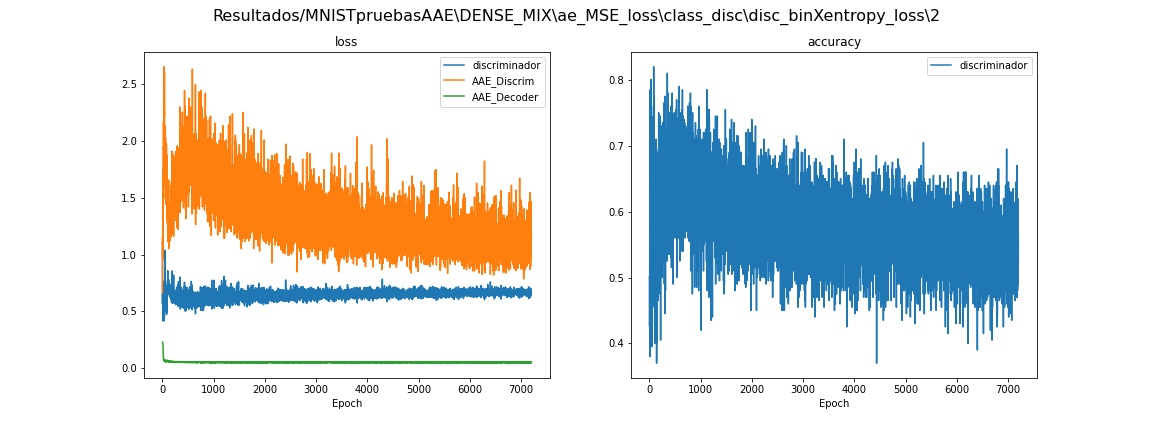 Resultados/MNISTpruebasAAE\DENSE_MIX\ae_MSE_loss\class_disc\disc_binXentropy_loss\2
loss
discriminador
AAE_Discrim
AAE_Decoder
2.5
2.0
1.5
1.0
0.5
0.0
0 1000 2000 3000 4000 5000 6000 7000
Epoch
accuracy
discriminador
0.8
0.7
0.6
0.5
0.4
0 1000 2000 3000 4000 5000 6000 7000
Epoch